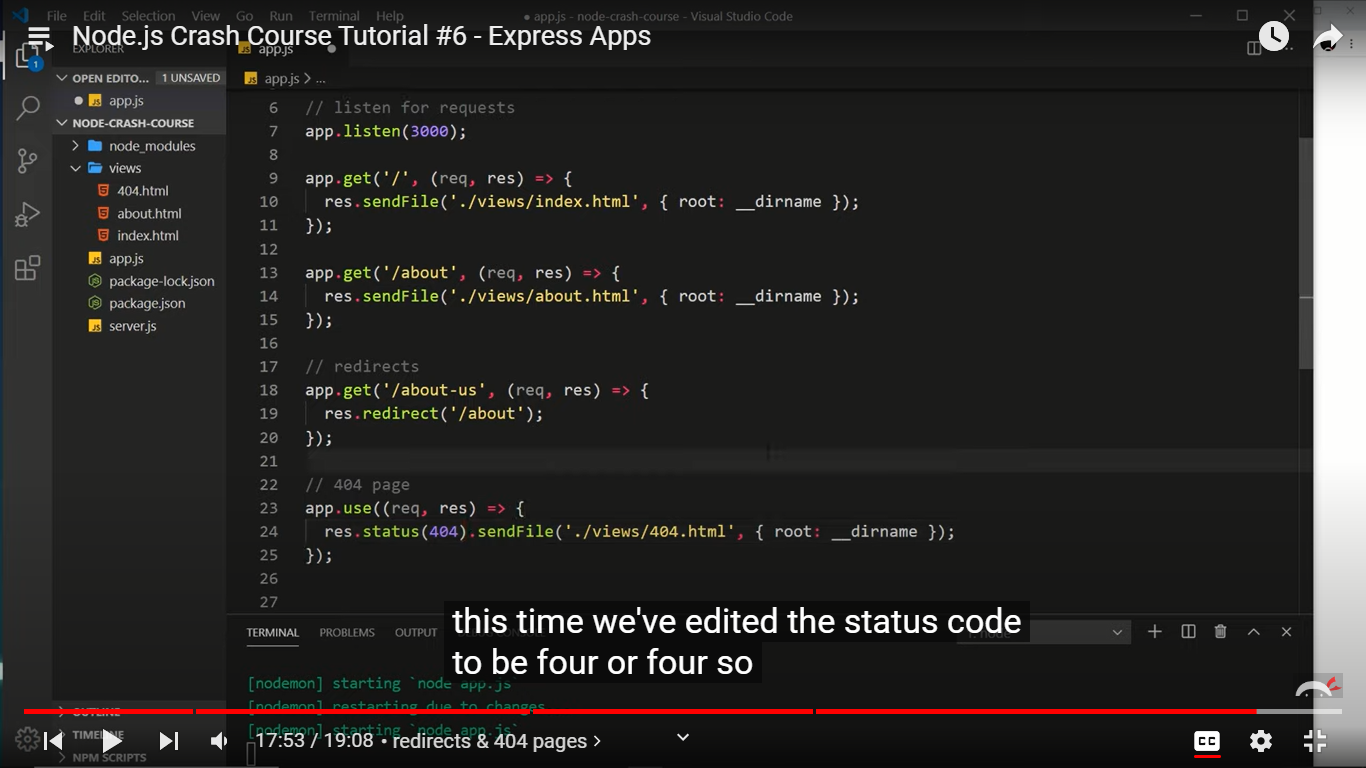 File Edit Selection View Go Run Terminal Help
● app.js - node-crash-course - Visual Studio Code
Node.js Crash Course Tutorial #6 - Express Apps
EXPLORER
JS app.js ●
OPEN EDITO... 1 UNSAVED
● JS app.js
NODE-CRASH-COURSE
node_modules
views
404.html
about.html
index.html
JS app.js
package-lock.json
package.json
JS server.js
OUTLINE
TIMELINE
NPM SCRIPTS
1
JS app.js > ...
6 // listen for requests
7 app.listen(3000);
8
9 app.get('/', (req, res) => {
10 res.sendFile('./views/index.html', { root: __dirname });
11 });
12
13 app.get('/about', (req, res) => {
14 res.sendFile('./views/about.html', { root: __dirname });
15 });
16
17 // redirects
18 app.get('/about-us', (req, res) => {
19 res.redirect('/about');
20 });
21
22 // 404 page
23 app.use((req, res) => {
24 res.status(404).sendFile('./views/404.html', { root: __dirname });
25 });
26
27
TERMINAL PROBLEMS OUTPUT
this time we've edited the status code
to be four or four so
[nodemon] starting `node app.js`
[nodemon] restarting due to changes
[nodemon] starting `node app.js`
17:53 / 19:08 • redirects & 404 pages >
CC